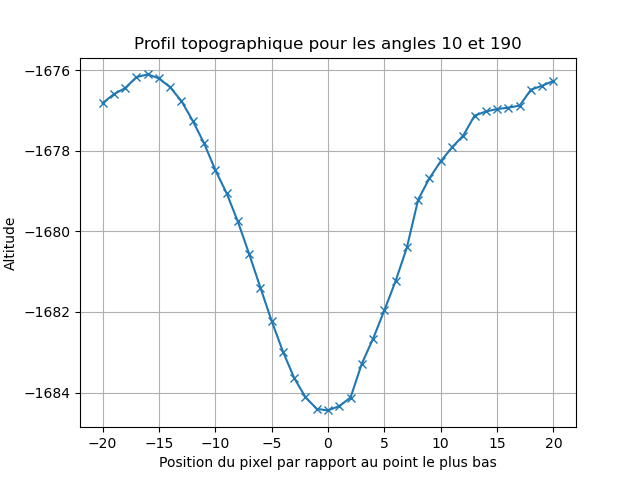 Profil topographique pour les angles 10 et 190
Altitude
−1676
−1678
−1680
−1682
−1684
−20 −15 −10 −5 0 5 10 15 20
Position du pixel par rapport au point le plus bas